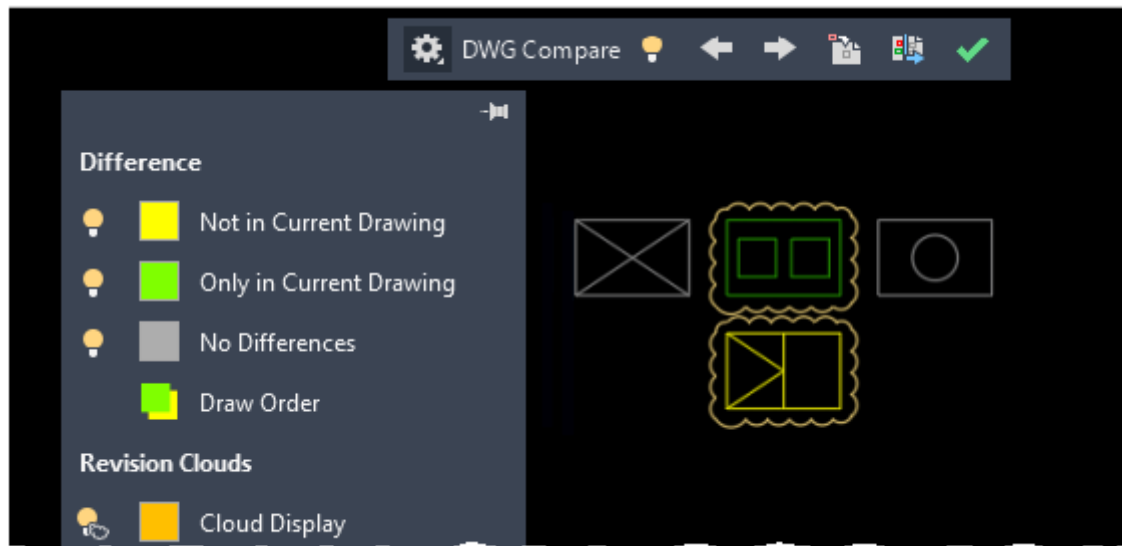 DWG Compare
Difference
Not in Current Drawing
Only in Current Drawing
No Differences
Draw Order
Revision Clouds
Cloud Display